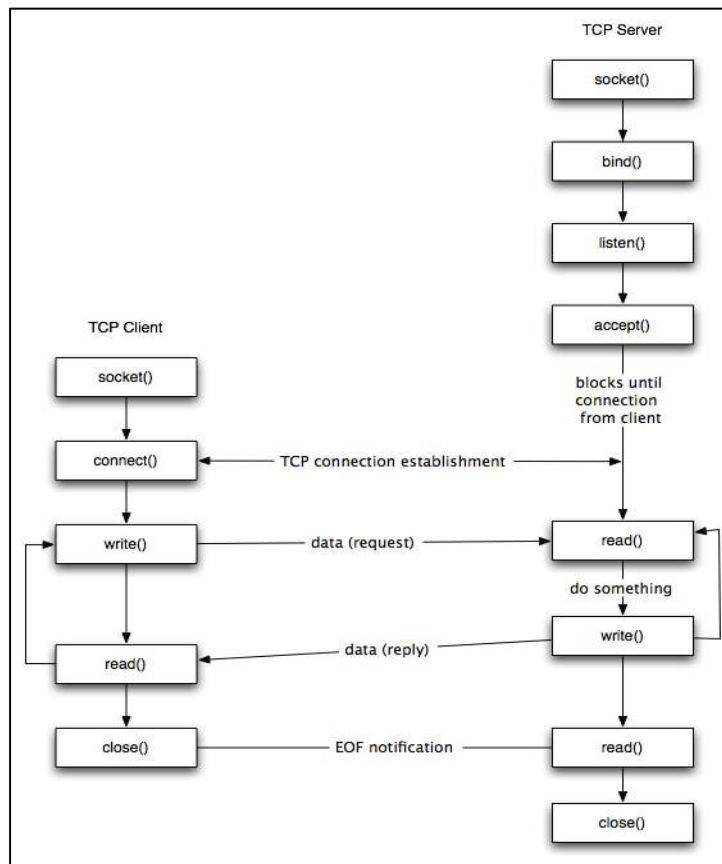 TCP Server
socket()
bind()
listen()
accept()
TCP Client
blocks until
connection
from client
socket()
connect()
TCP connection establishment
write()
data (request)
read()
do something
write()
data (reply)
read()
close()
EOF notification
read()
close()